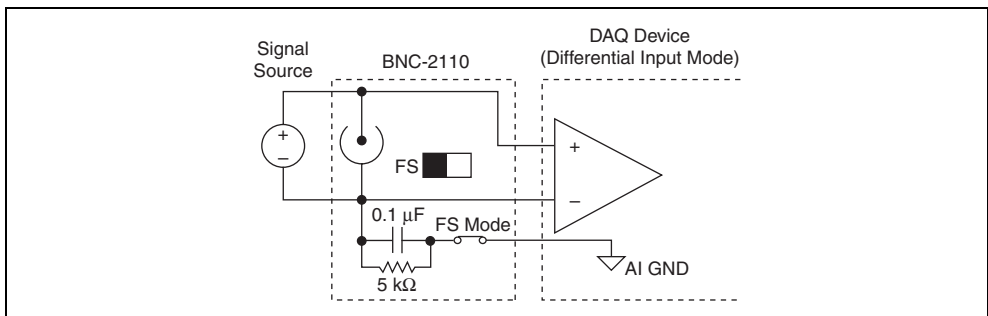 Signal
Source
BNC-2110
DAQ Device
(Differential Input Mode)
+
–
FS
+
–
0.1 µF
FS Mode
5 kΩ
AI GND